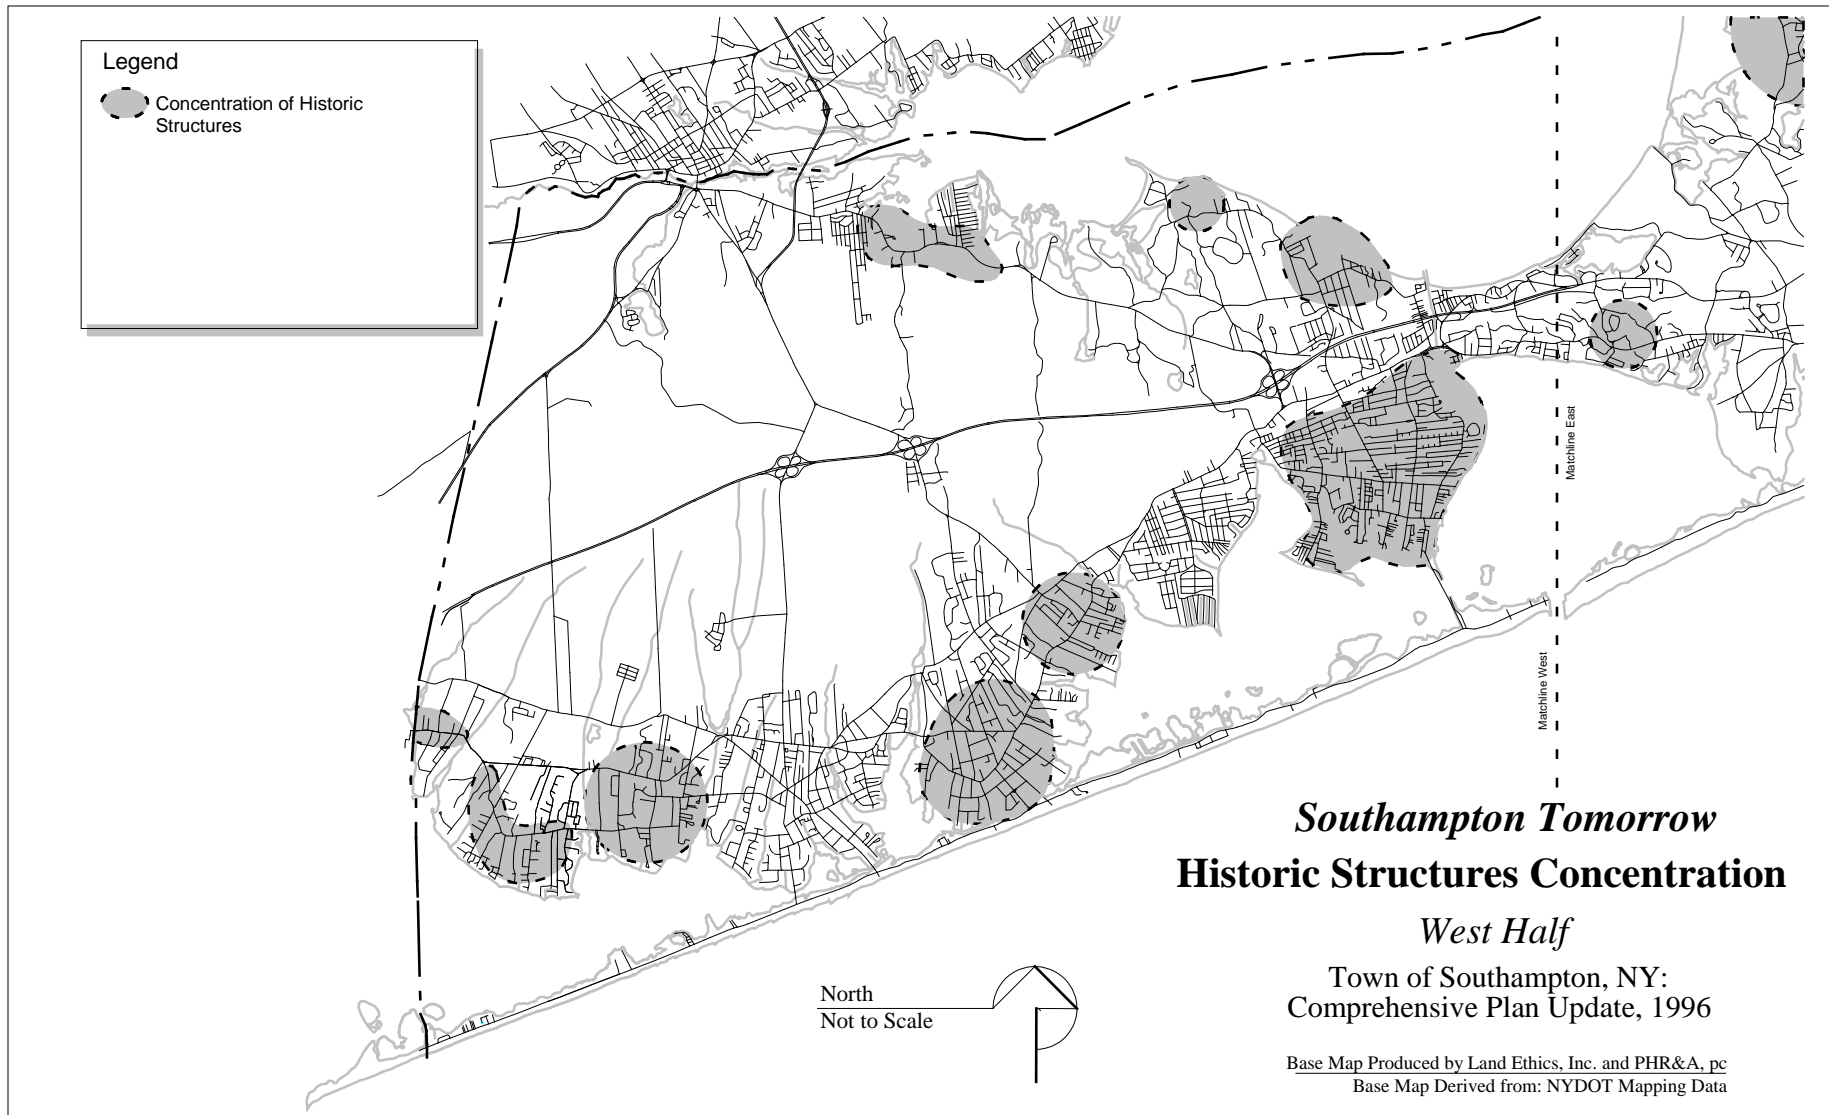 Legend
Concentration of Historic
Structures
Matchline East
Matchline West
Southampton Tomorrow
Historic Structures Concentration
West Half
Town of Southampton, NY:
Comprehensive Plan Update, 1996
North
Not to Scale
Base Map Produced by Land Ethics, Inc. and PHR&A, pc
Base Map Derived from: NYDOT Mapping Data